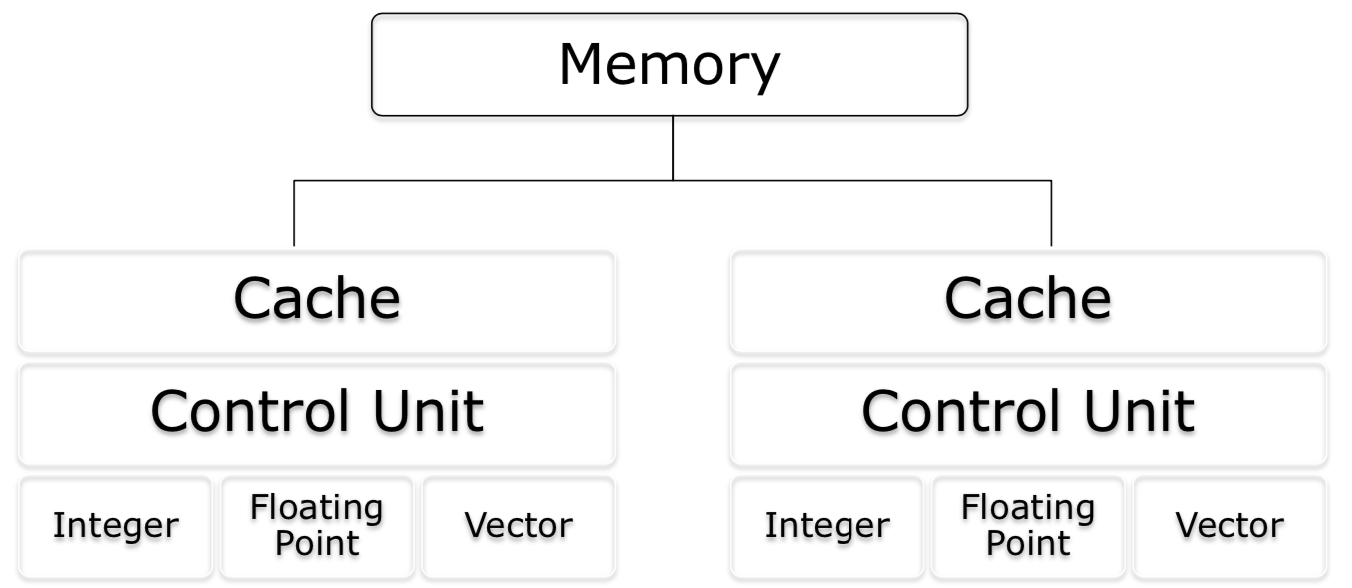 Memory
Cache
Cache
Control Unit
Control Unit
Integer
Floating
Point
Vector
Integer
Floating
Point
Vector